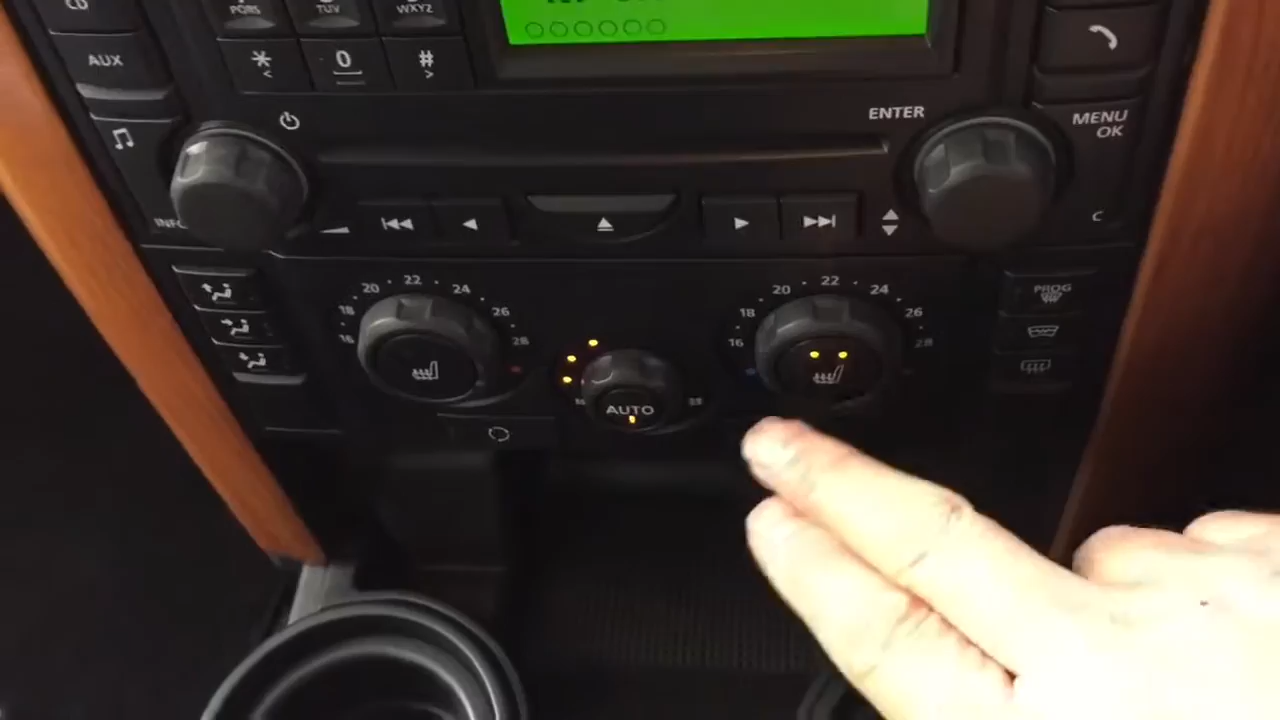 CD
PQRS TUV WXYZ
AUX
* 0 #
< >
ENTER
MENU
OK
INFO
C
16 18 20 22 24 26 28
16 18 20 22 24 26 28
PROG
AUTO